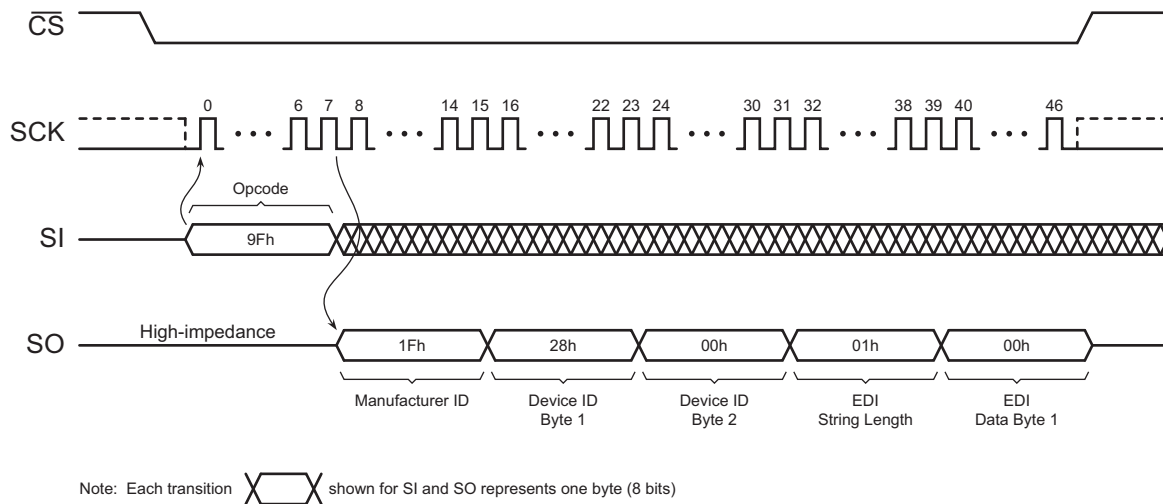 CS
0 6 7 8 14 15 16 22 23 24 30 31 32 38 39 40 46
SCK
Opcode
SI 9Fh
High-impedance
SO 1Fh 28h 00h 01h 00h
Manufacturer ID Device ID Device ID EDI EDI
Byte 1 Byte 2 String Length Data Byte 1
Note: Each transition shown for SI and SO represents one byte (8 bits)